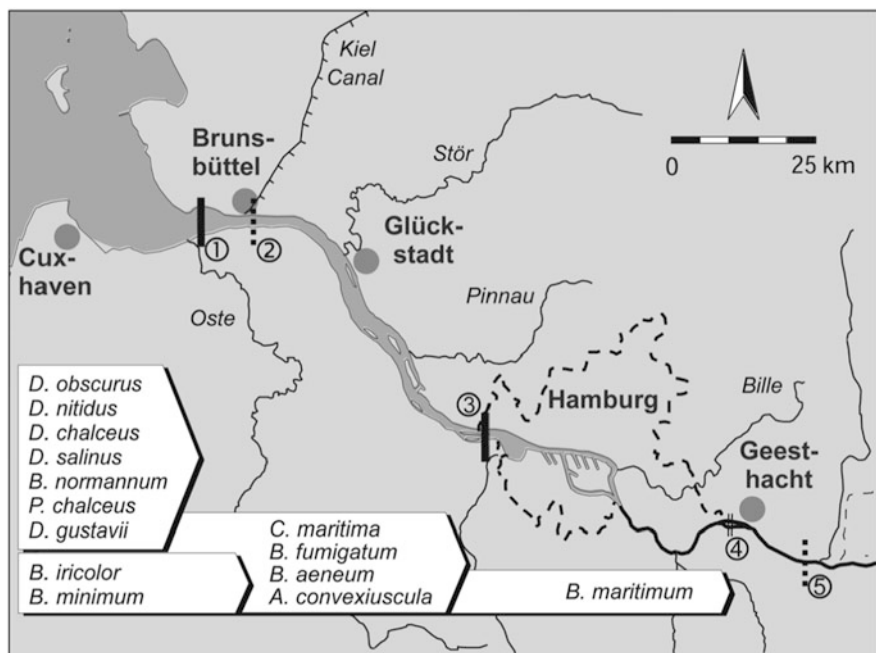 Kiel
Canal
Bruns-
büttel
Stör
0 25 km
Glück-
stadt
① ②
Cux-
haven
Oste
Pinnau
③
Hamburg
Bille
Geest-
hacht
④
⑤
D. obscurus
D. nitidus
D. chalceus
D. salinus
B. normannum
P. chalceus
D. gustavii
B. iricolor
B. minimum
C. maritima
B. fumigatum
B. aeneum
A. convexiuscula
B. maritimum